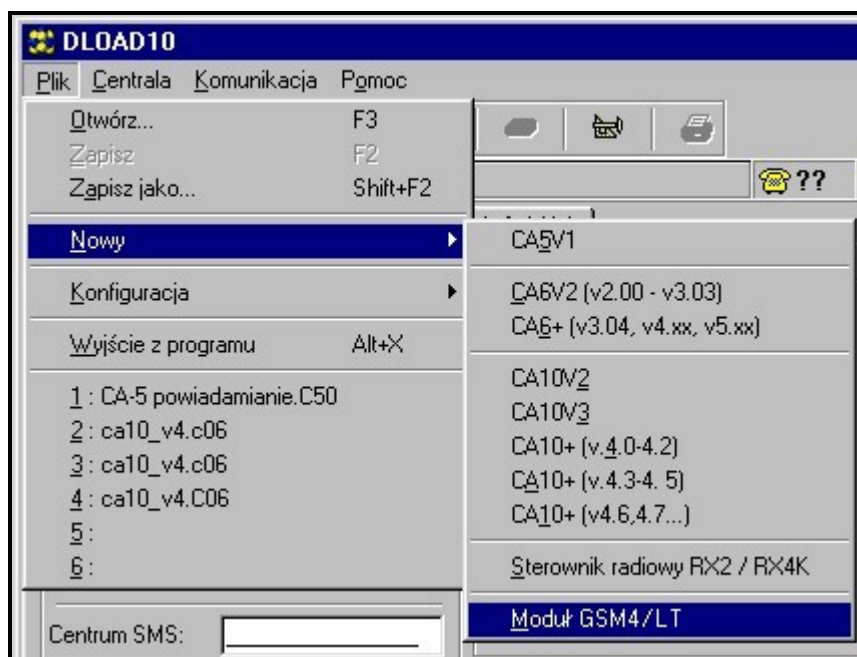 DLOAD10
Plik Centrala Komunikacja Pomoc
Otwórz... F3
Zapisz F2
Zapisz jako... Shift+F2
??
Nowy
Konfiguracja
Wyjście z programu Alt+X
1 : CA-5 powiadamianie.C50
2 : ca10_v4.c06
3 : ca10_v4.c06
4 : ca10_v4.C06
5 :
6 :
CA5V1
CA6V2 (v2.00 - v3.03)
CA6+ (v3.04, v4.xx, v5.xx)
CA10V2
CA10V3
CA10+ (v.4.0-4.2)
CA10+ (v.4.3-4. 5)
CA10+ (v4.6,4.7...)
Sterownik radiowy RX2 / RX4K
Moduł GSM4/LT
Centrum SMS: